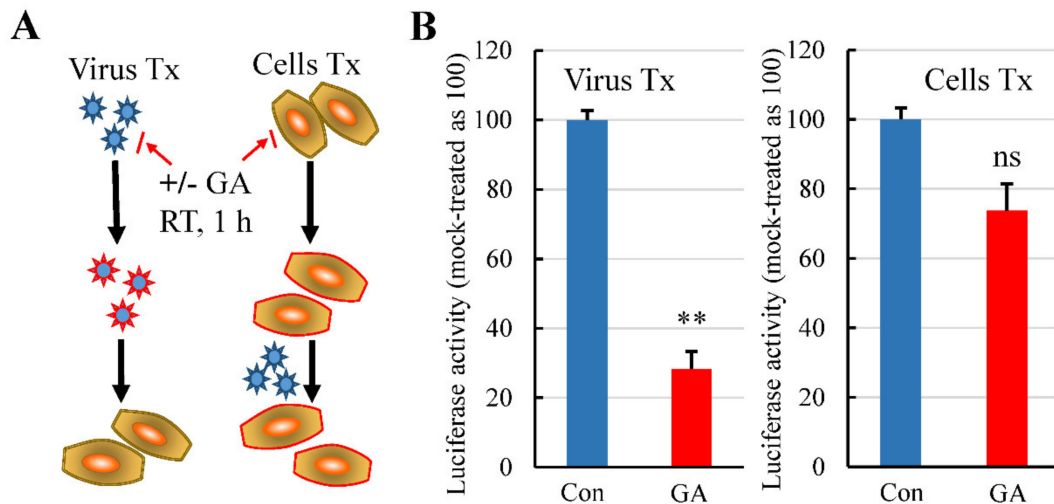 A
Virus Tx
Cells Tx
+/- GA
RT, 1 h
B
Luciferase activity (mock-treated as 100)
120
100
80
60
40
20
0
Virus Tx
**
Con
GA
Luciferase activity (mock-treated as 100)
120
100
80
60
40
20
0
Cells Tx
ns
Con
GA